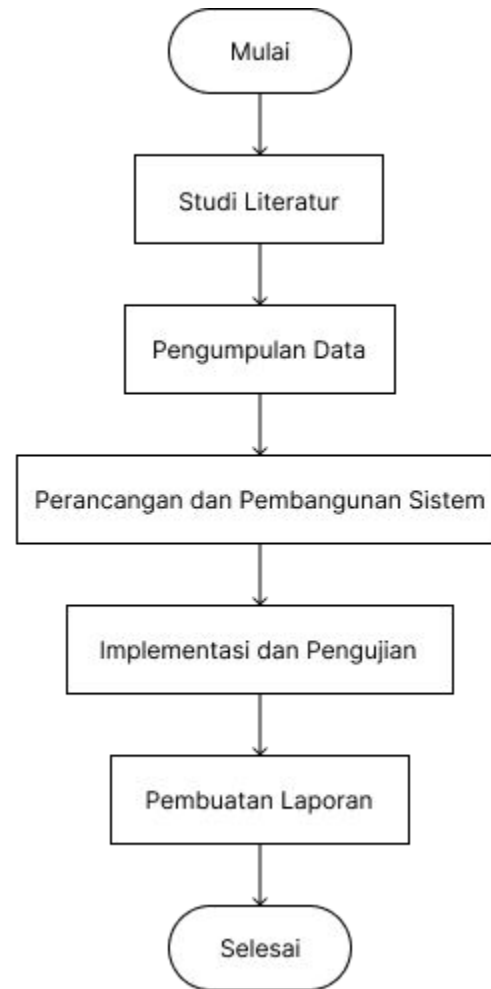 Mulai
Studi Literatur
Pengumpulan Data
Perancangan dan Pembangunan Sistem
Implementasi dan Pengujian
Pembuatan Laporan
Selesai